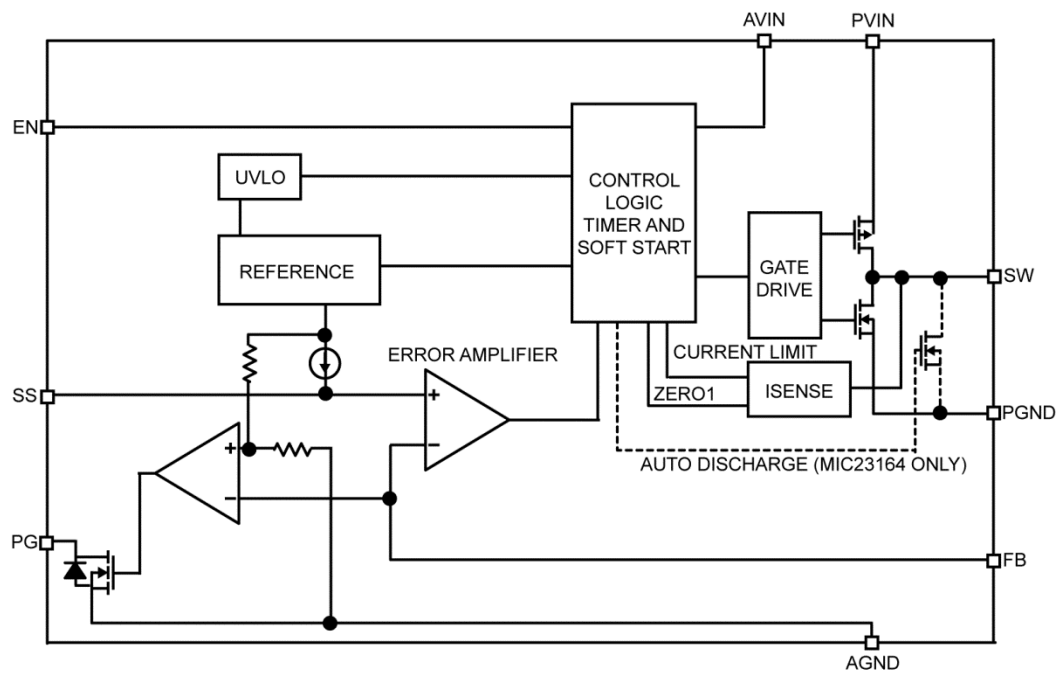 AVIN
PVIN
EN
UVLO
CONTROL
LOGIC
TIMER AND
SOFT START
REFERENCE
GATE
DRIVE
SW
ERROR AMPLIFIER
CURRENT LIMIT
SS
+
ZERO1
ISENSE
PGND
+
−
AUTO DISCHARGE (MIC23164 ONLY)
−
PG
FB
AGND